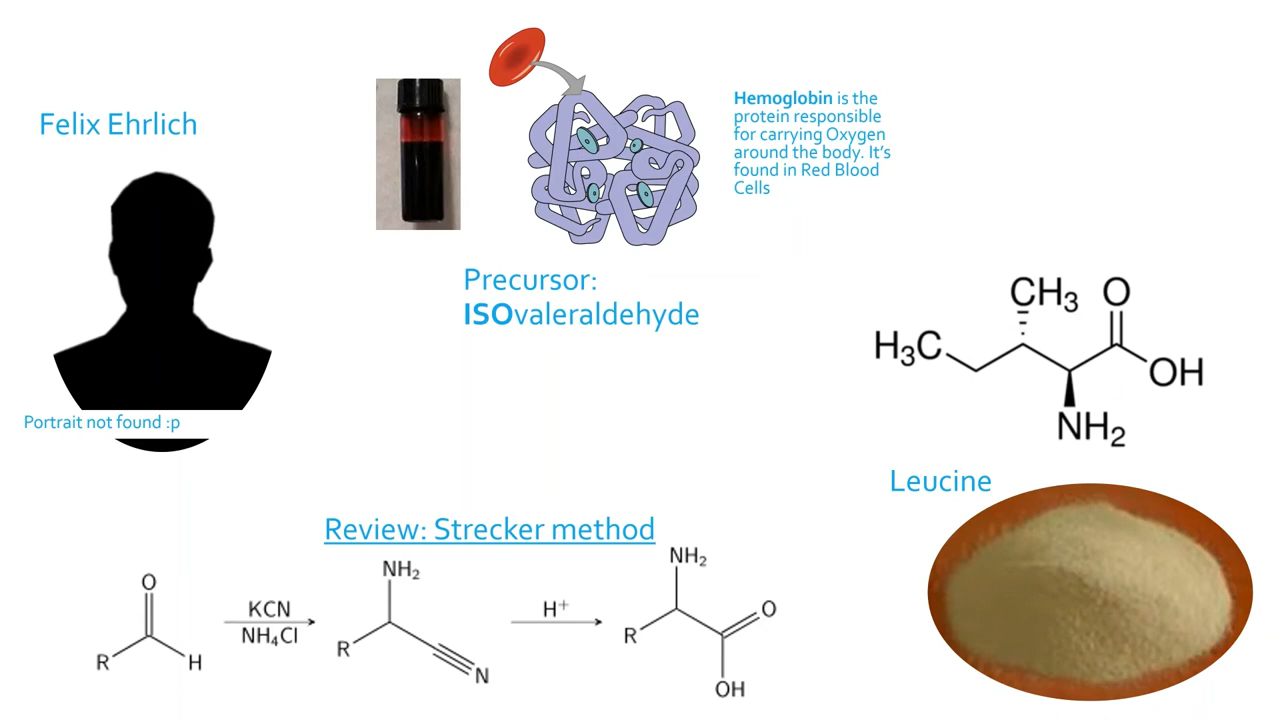 Felix Ehrlich
Portrait not found :p
Hemoglobin is the
protein responsible
for carrying Oxygen
around the body. It’s
found in Red Blood
Cells
Precursor:
ISOvaleraldehyde
CH3
O
H3C
OH
NH2
Leucine
Review: Strecker method
O
R
H
KCN
NH4Cl
NH2
R
N
H+
NH2
R
O
OH